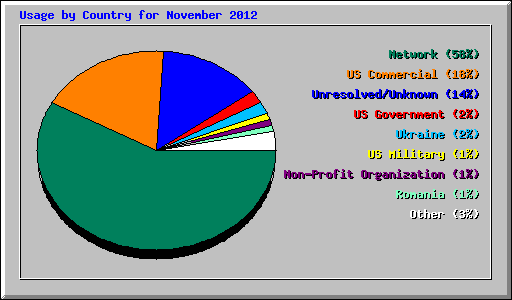 Usage by Country for November 2012
Network (58%)
US Commercial (18%)
Unresolved/Unknown (14%)
US Government (2%)
Ukraine (2%)
US Military (1%)
Non-Profit Organization (1%)
Romania (1%)
Other (3%)